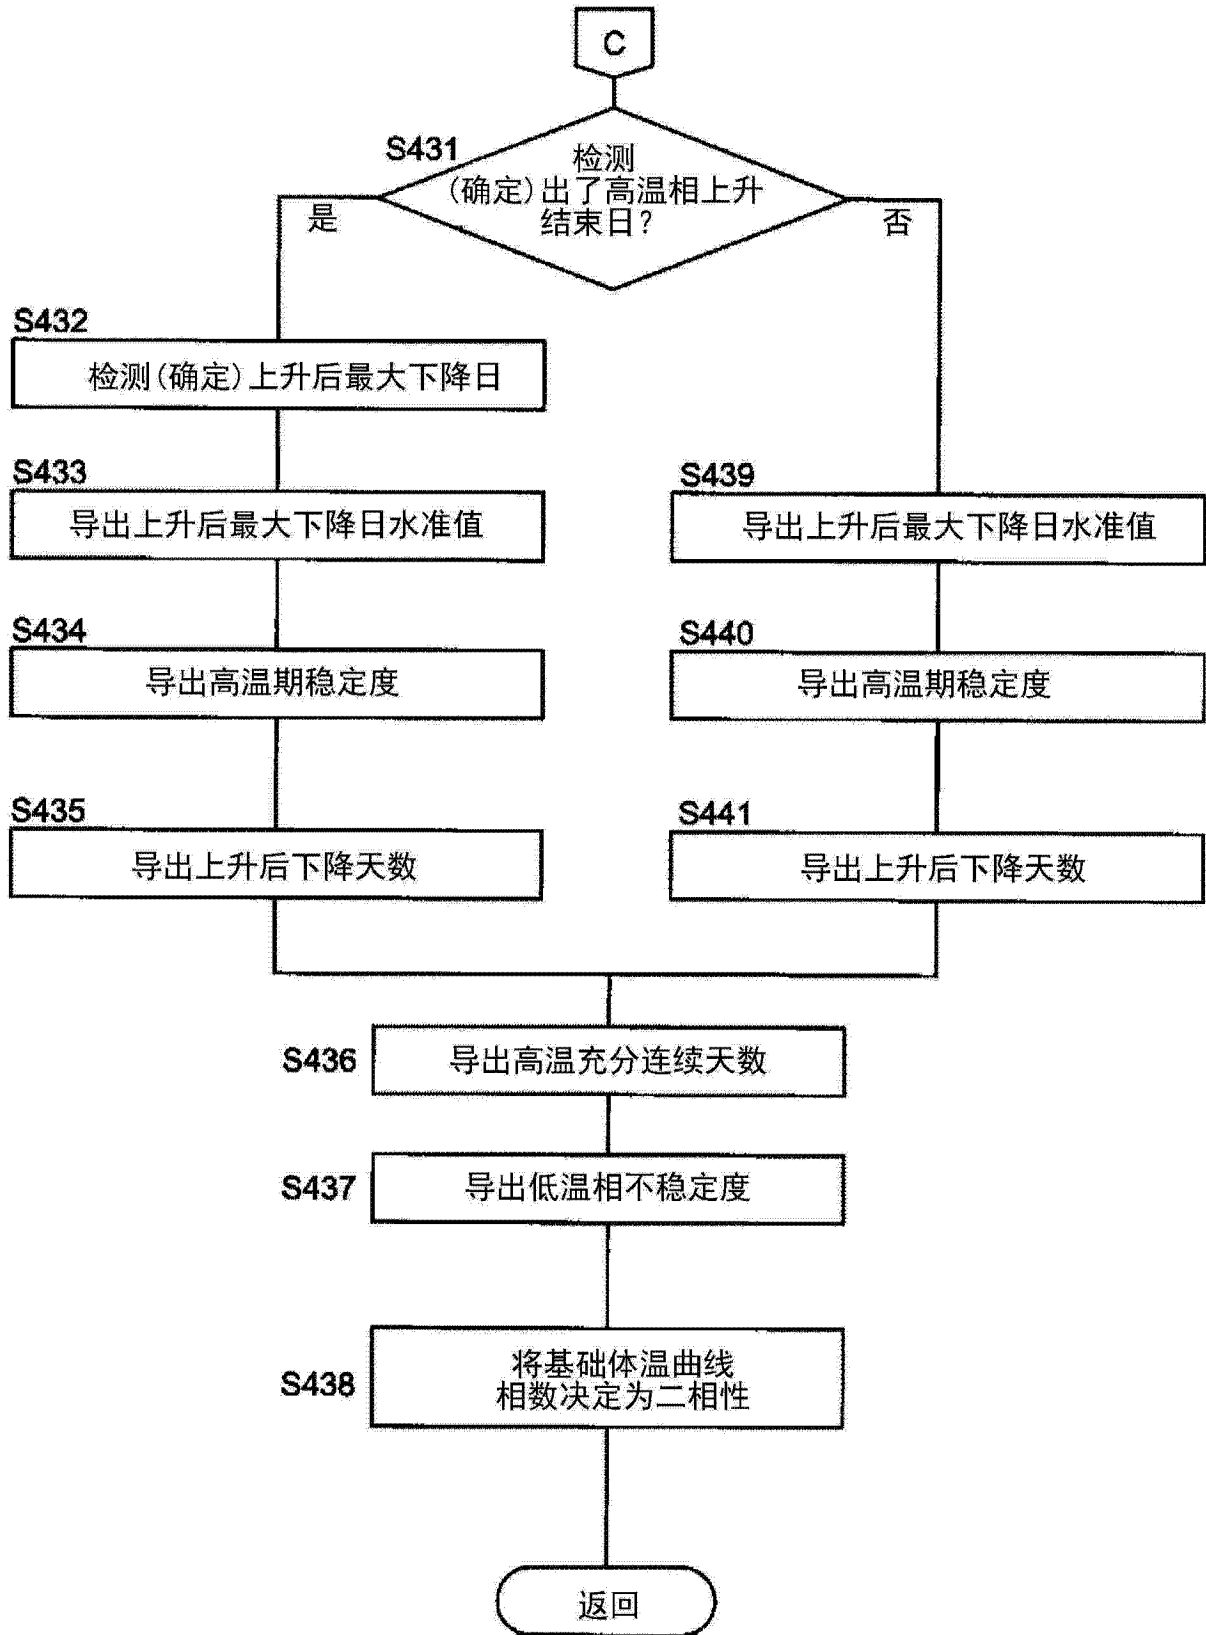 C
S431
检测
(确定)出了高温相上升
结束日?
是
否
S432
检测(确定)上升后最大下降日
S433
导出上升后最大下降日水准值
S439
导出上升后最大下降日水准值
S434
导出高温期稳定度
S440
导出高温期稳定度
S435
导出上升后下降天数
S441
导出上升后下降天数
S436
导出高温充分连续天数
S437
导出低温相不稳定度
S438
将基础体温曲线
相数决定为二相性
返回